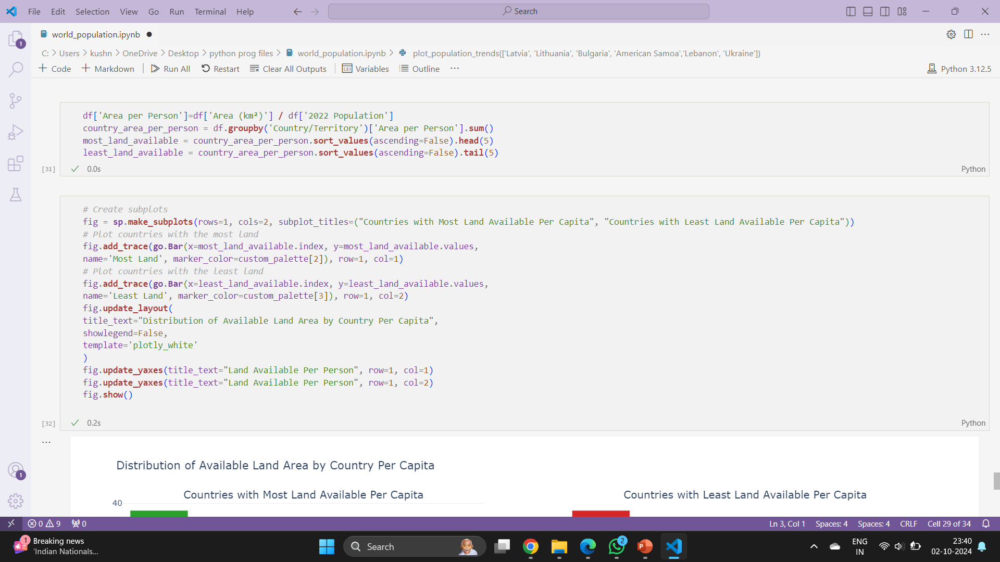 File Edit Selection View Go Run Terminal Help
Search
world_population.ipynb
1
C: Users kushn OneDrive Desktop python prog files world_population.ipynb plot_population_trends(['Latvia', 'Lithuania', 'Bulgaria', 'American Samoa','Lebanon', 'Ukraine'])
Code Markdown Run All Restart Clear All Outputs Variables Outline ... Python 3.12.5
df['Area per Person']=df['Area (km²)'] / df['2022 Population']
country_area_per_person = df.groupby('Country/Territory')['Area per Person'].sum()
most_land_available = country_area_per_person.sort_values(ascending=False).head(5)
least_land_available = country_area_per_person.sort_values(ascending=False).tail(5)
[31] 0.0s Python
# Create subplots
fig = sp.make_subplots(rows=1, cols=2, subplot_titles=("Countries with Most Land Available Per Capita", "Countries with Least Land Available Per Capita"))
# Plot countries with the most land
fig.add_trace(go.Bar(x=most_land_available.index, y=most_land_available.values,
name='Most Land', marker_color=custom_palette[2]), row=1, col=1)
# Plot countries with the least land
fig.add_trace(go.Bar(x=least_land_available.index, y=least_land_available.values,
name='Least Land', marker_color=custom_palette[3]), row=1, col=2)
fig.update_layout(
title_text="Distribution of Available Land Area by Country Per Capita",
showlegend=False,
template='plotly_white'
)
fig.update_yaxes(title_text="Land Available Per Person", row=1, col=1)
fig.update_yaxes(title_text="Land Available Per Person", row=1, col=2)
fig.show()
[32] 0.2s Python
...
Distribution of Available Land Area by Country Per Capita
Countries with Most Land Available Per Capita Countries with Least Land Available Per Capita
40
1
0 9 0 Ln 3, Col 1 Spaces: 4 Spaces: 4 CRLF Cell 29 of 34
1 Breaking news
'Indian Nationals...
Search
2
P
ENG
IN
23:40
02-10-2024